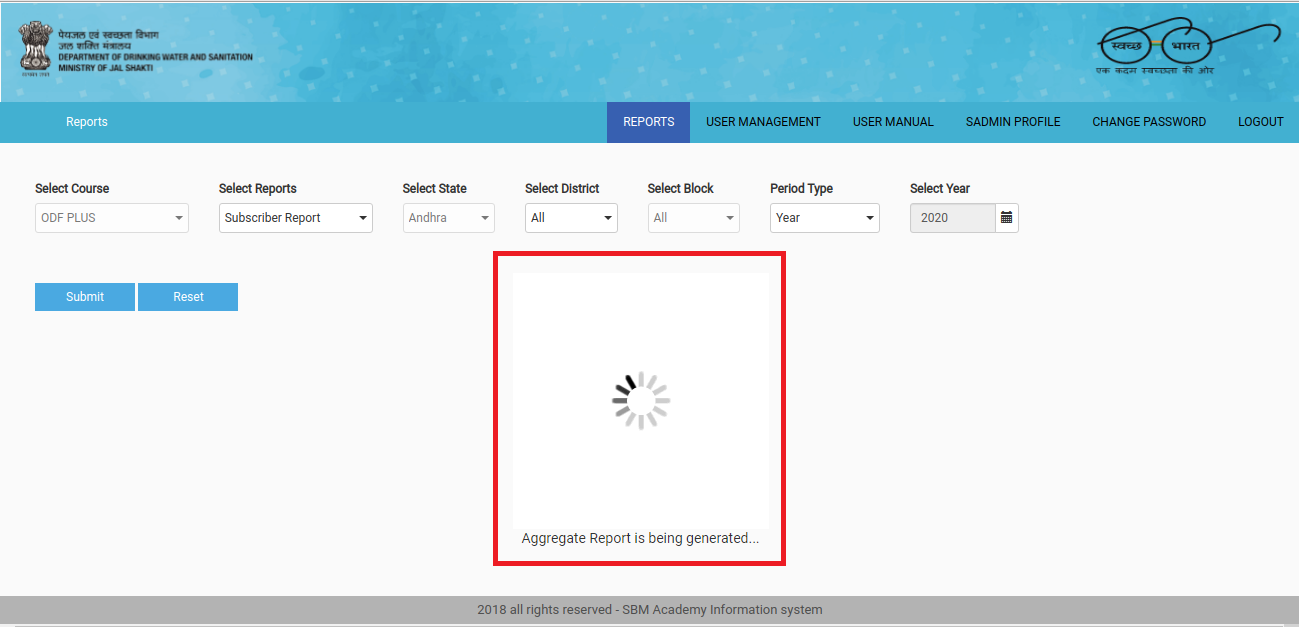 पेयजल एवं स्वच्छता विभाग
जल शक्ति मंत्रालय
DEPARTMENT OF DRINKING WATER AND SANITATION
MINISTRY OF JAL SHAKTI
स्वच्छ भारत
एक कदम स्वच्छता की ओर
Reports REPORTS USER MANAGEMENT USER MANUAL SADMIN PROFILE CHANGE PASSWORD LOGOUT
Select Course Select Reports Select State Select District Select Block Period Type Select Year
ODF PLUS Subscriber Report Andhra All All Year 2020
Submit Reset
Aggregate Report is being generated...
2018 all rights reserved - SBM Academy Information system